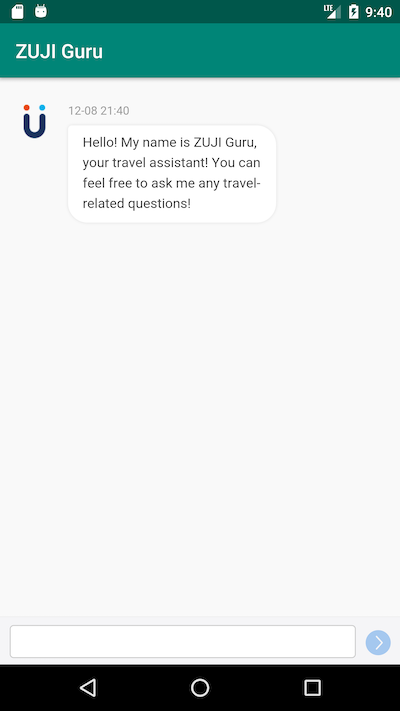 LTE 9:40
ZUJI Guru
12-08 21:40
Hello! My name is ZUJI Guru,
your travel assistant! You can
feel free to ask me any travel-
related questions!